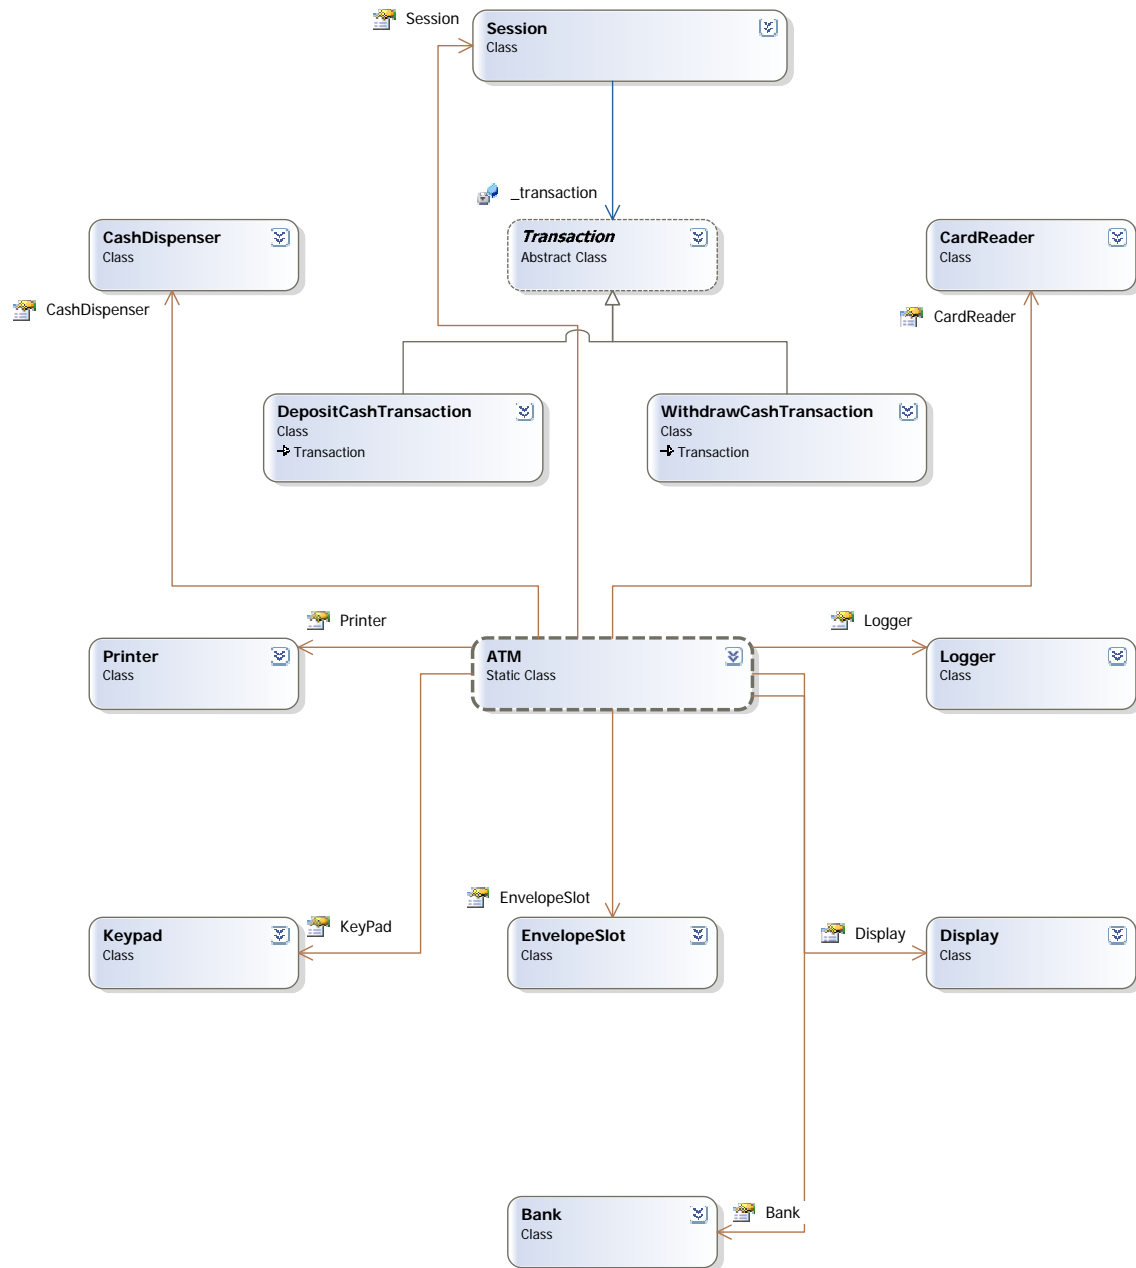 Session
Session
Class
_transaction
CashDispenser
Class
Transaction
Abstract Class
CardReader
Class
CashDispenser
CardReader
DepositCashTransaction
Class
Transaction
WithdrawCashTransaction
Class
Transaction
Printer
Logger
Printer
Class
ATM
Static Class
Logger
Class
EnvelopeSlot
Keypad
Class
KeyPad
EnvelopeSlot
Class
Display
Display
Class
Bank
Class
Bank